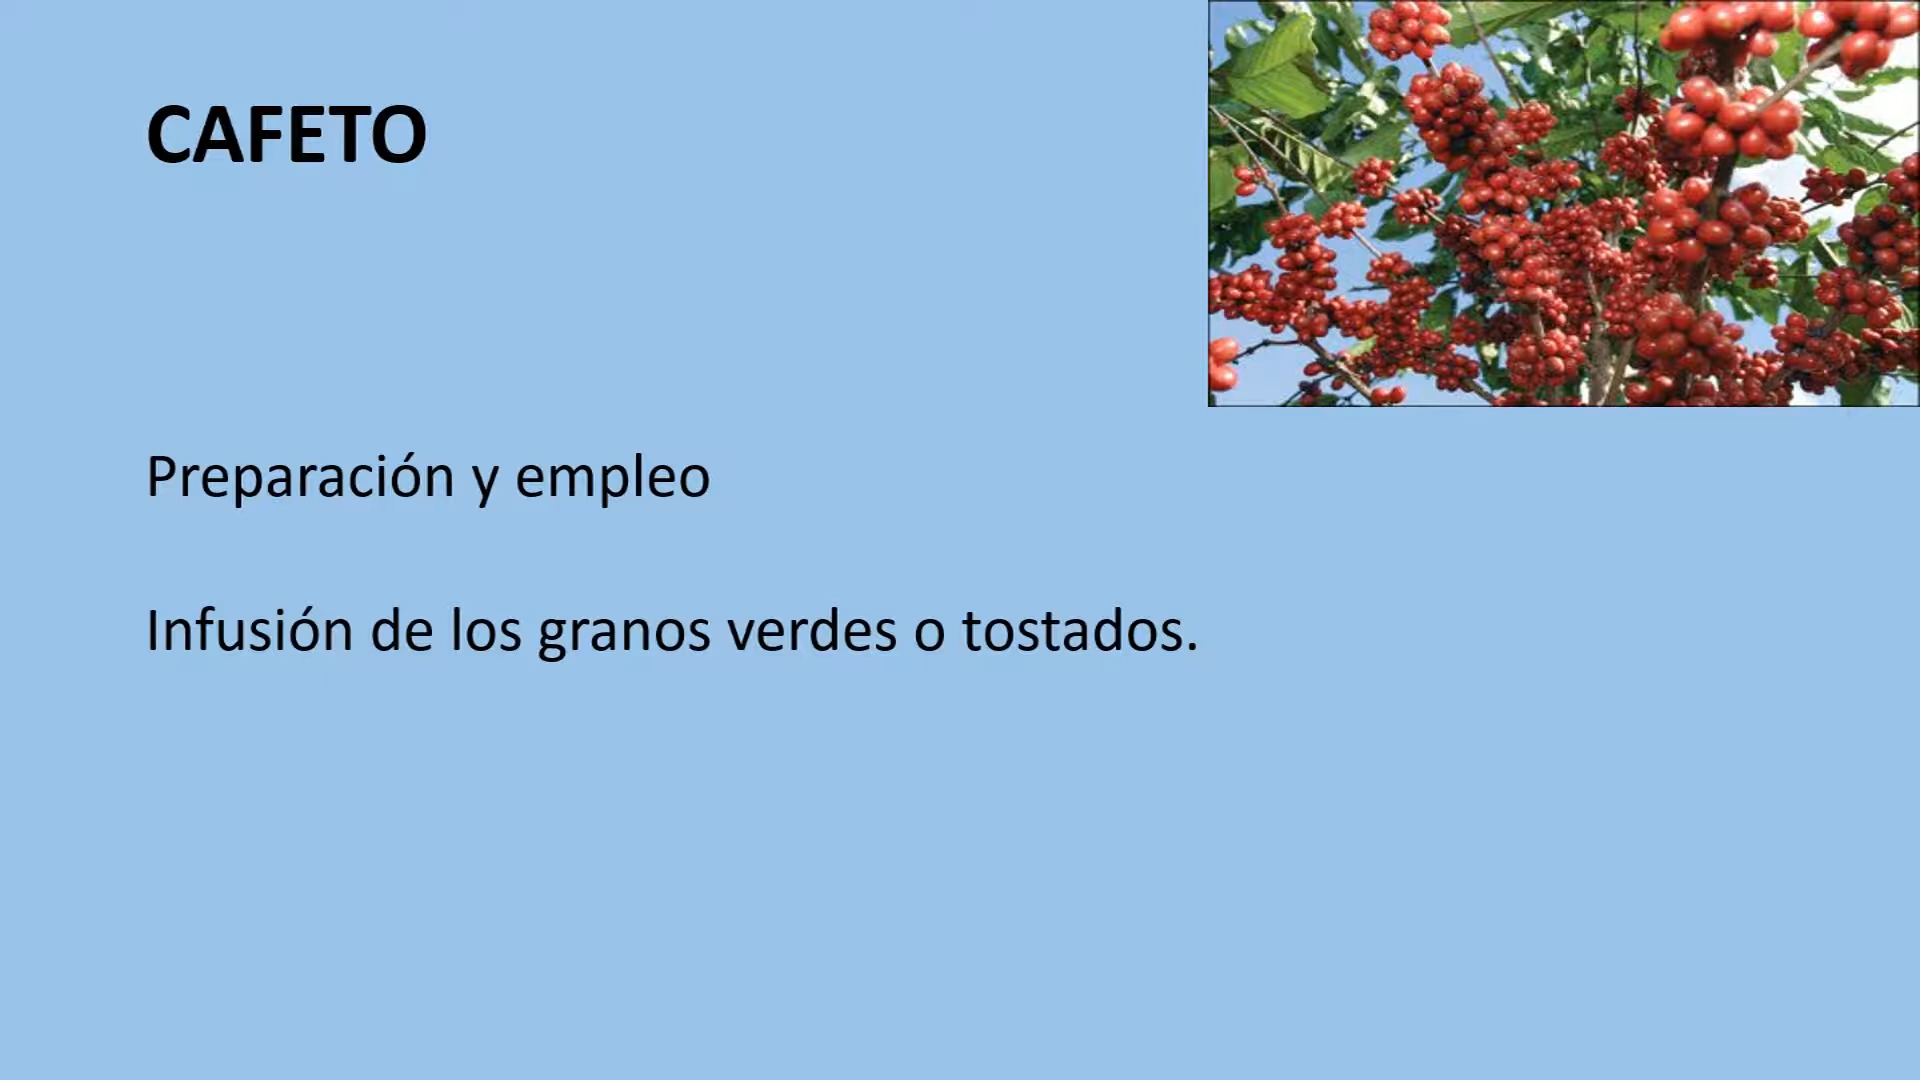 CAFETO
Preparación y empleo
Infusión de los granos verdes o tostados.